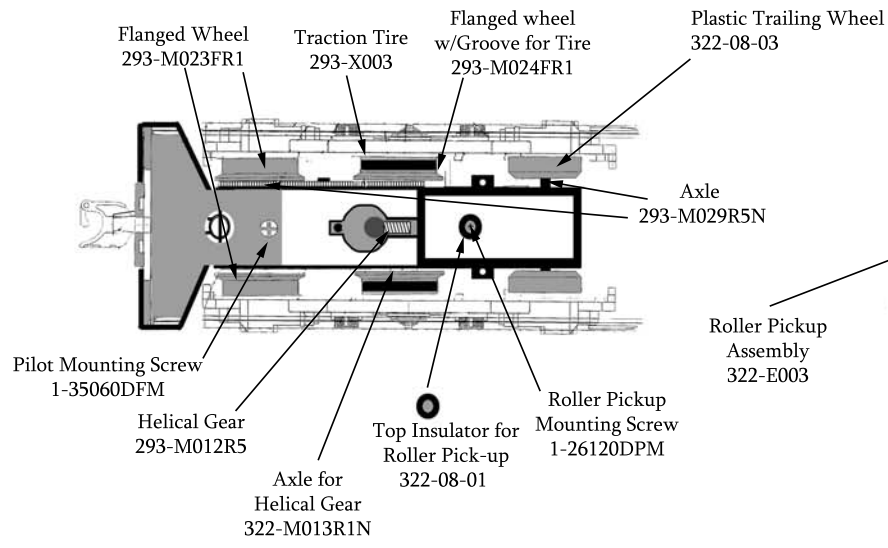 Flanged Wheel
293-M023FR1
Traction Tire
293-X003
Flanged wheel
w/Groove for Tire
293-M024FR1
Plastic Trailing Wheel
322-08-03
Axle
293-M029R5N
Roller Pickup
Assembly
322-E003
Pilot Mounting Screw
1-35060DFM
Helical Gear
293-M012R5
Axle for
Helical Gear
322-M013R1N
Top Insulator for
Roller Pick-up
322-08-01
Roller Pickup
Mounting Screw
1-26120DPM